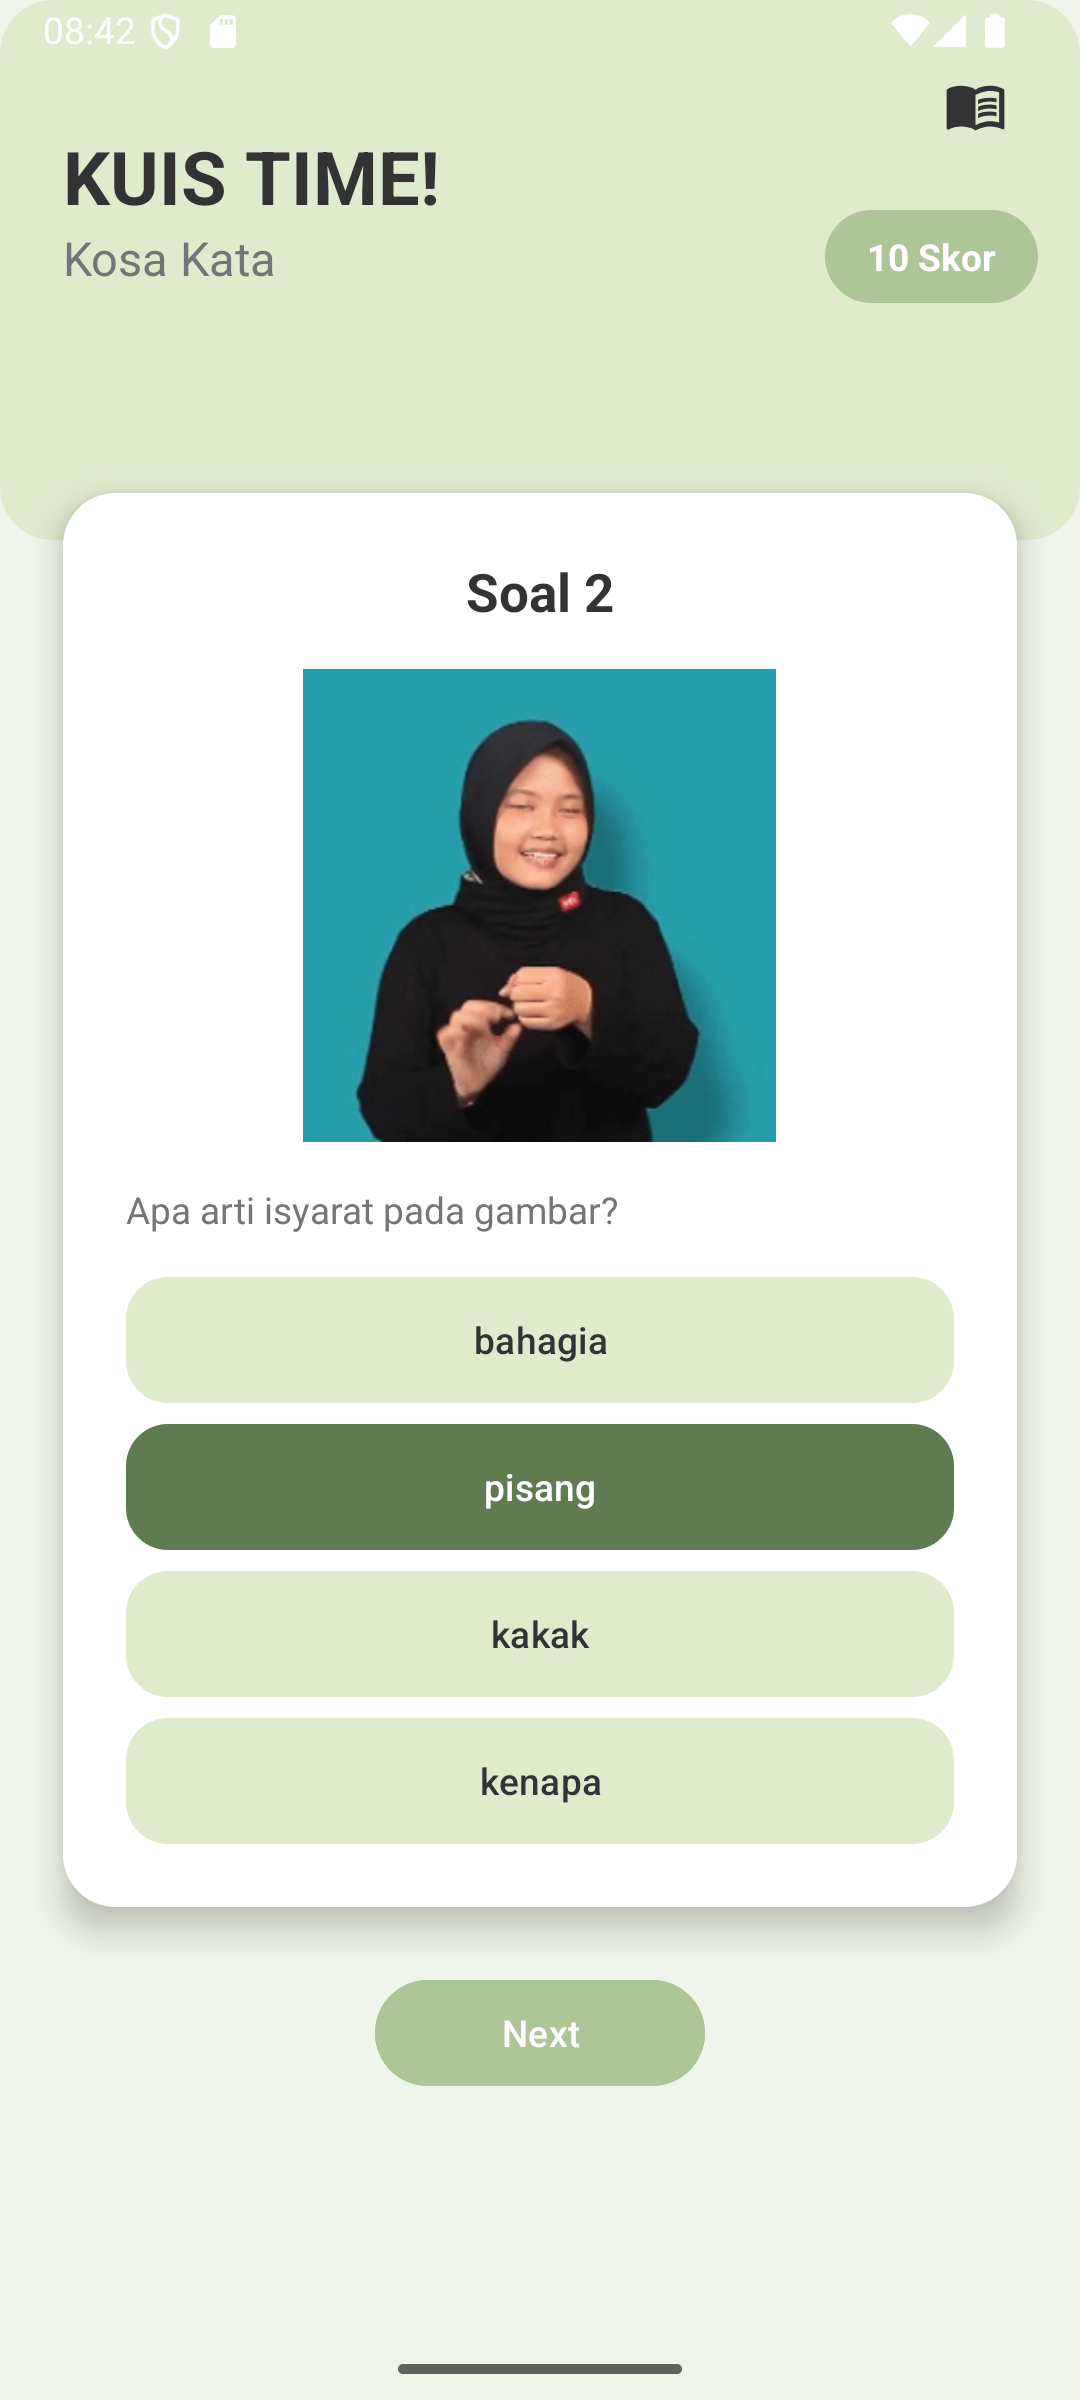 08:42
KUIS TIME!
Kosa Kata
10 Skor
Soal 2
Apa arti isyarat pada gambar?
bahagia
pisang
kakak
kenapa
Next